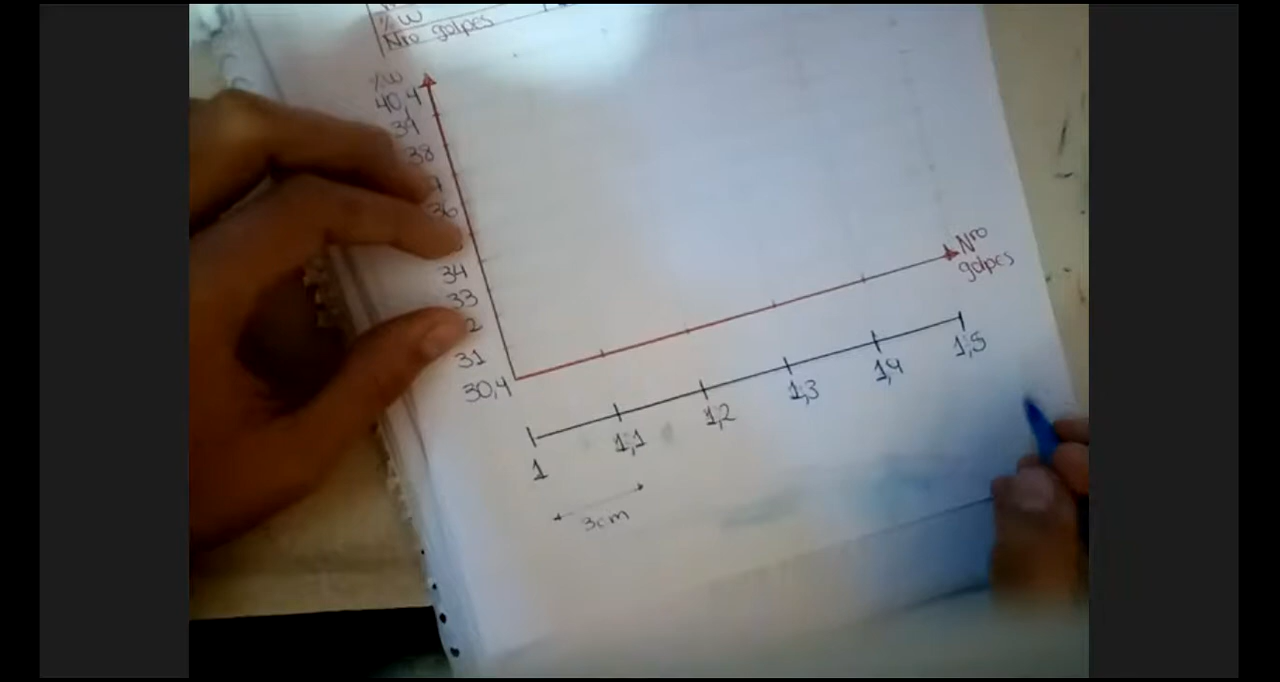 %W
Nro golpes
%W
40,4
39
38
36
34
33
2
31
30,4
Nro
golpes
1
1,1
1,2
1,3
1,4
1,5
3cm